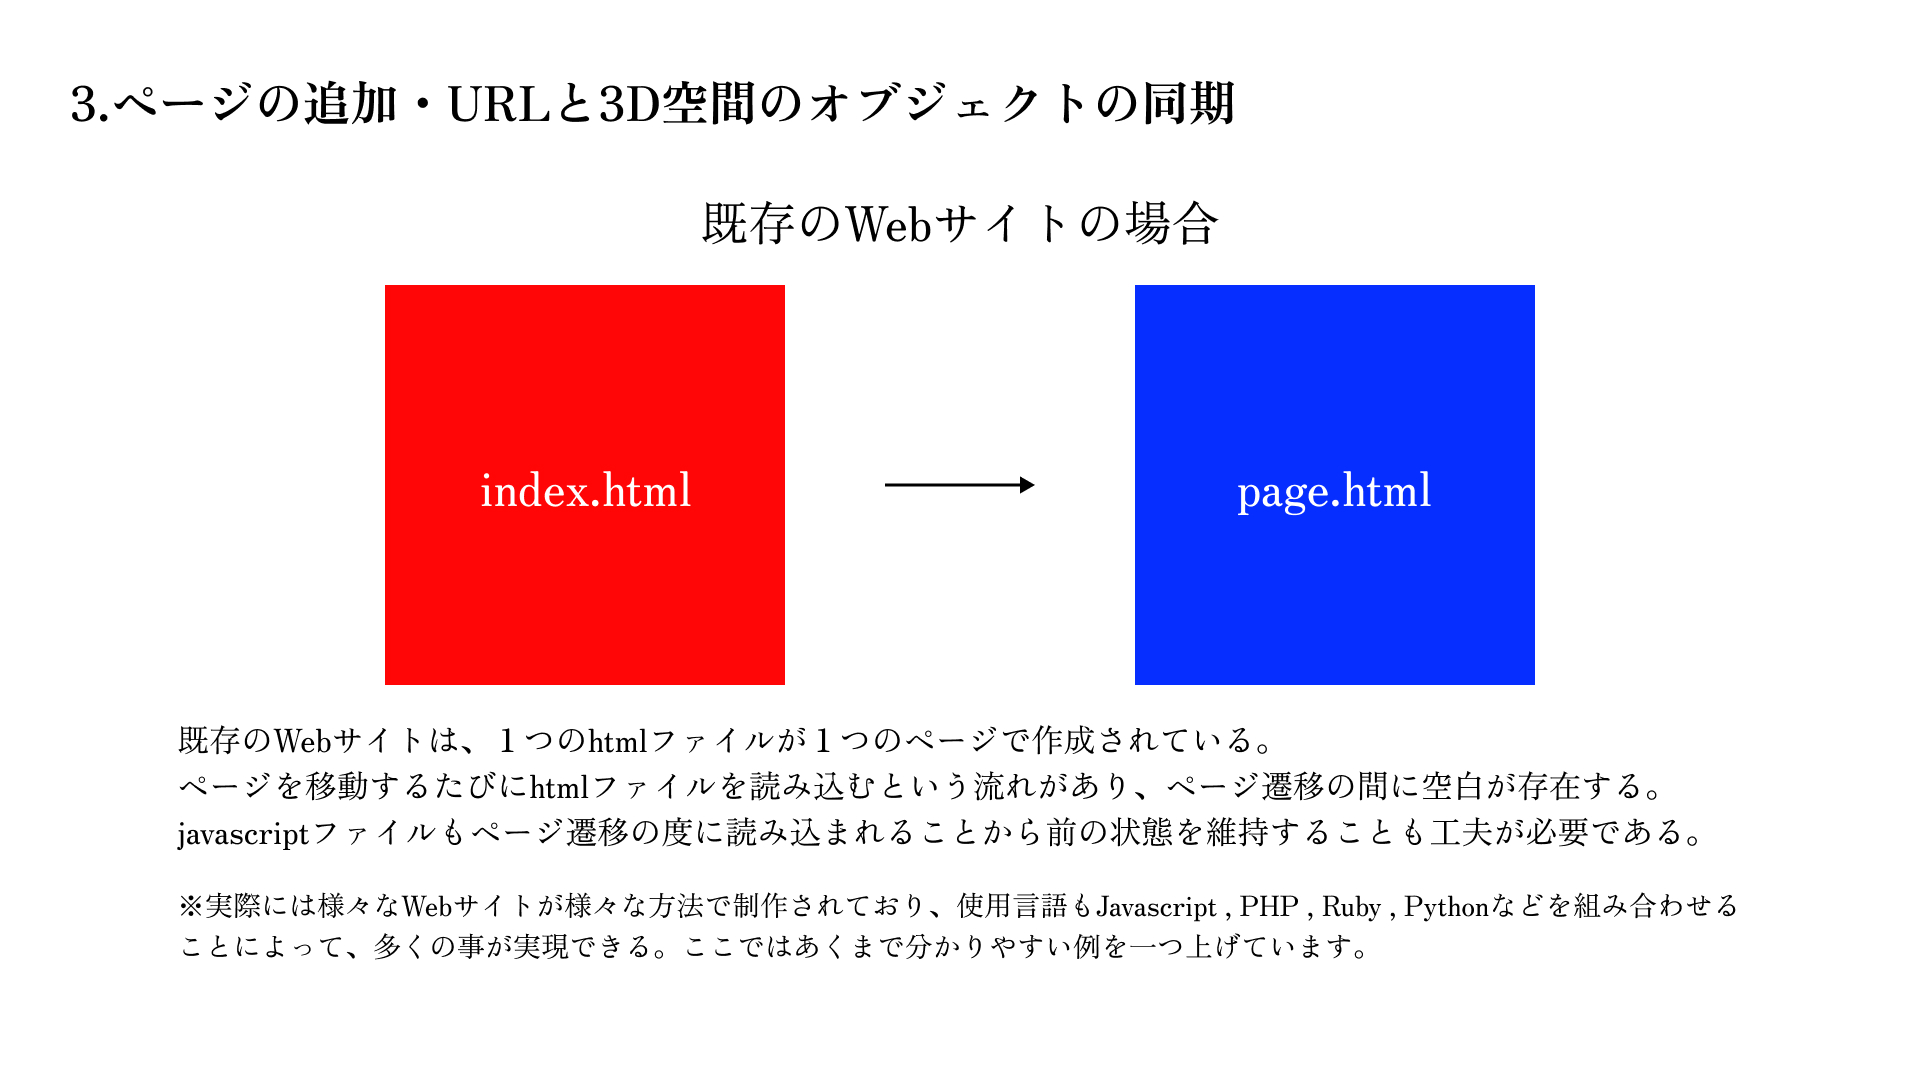 3.ページの追加・URLと3D空間のオブジェクトの同期
既存のWebサイトの場合
index.html
page.html
既存のWebサイトは、１つのhtmlファイルが１つのページで作成されている。
ページを移動するたびにhtmlファイルを読み込むという流れがあり、ページ遷移の間に空白が存在する。
javascriptファイルもページ遷移の度に読み込まれることから前の状態を維持することも工夫が必要である。
※実際には様々なWebサイトが様々な方法で制作されており、使用言語もJavascript , PHP , Ruby , Pythonなどを組み合わせる
ことによって、多くの事が実現できる。ここではあくまで分かりやすい例を一つ上げています。